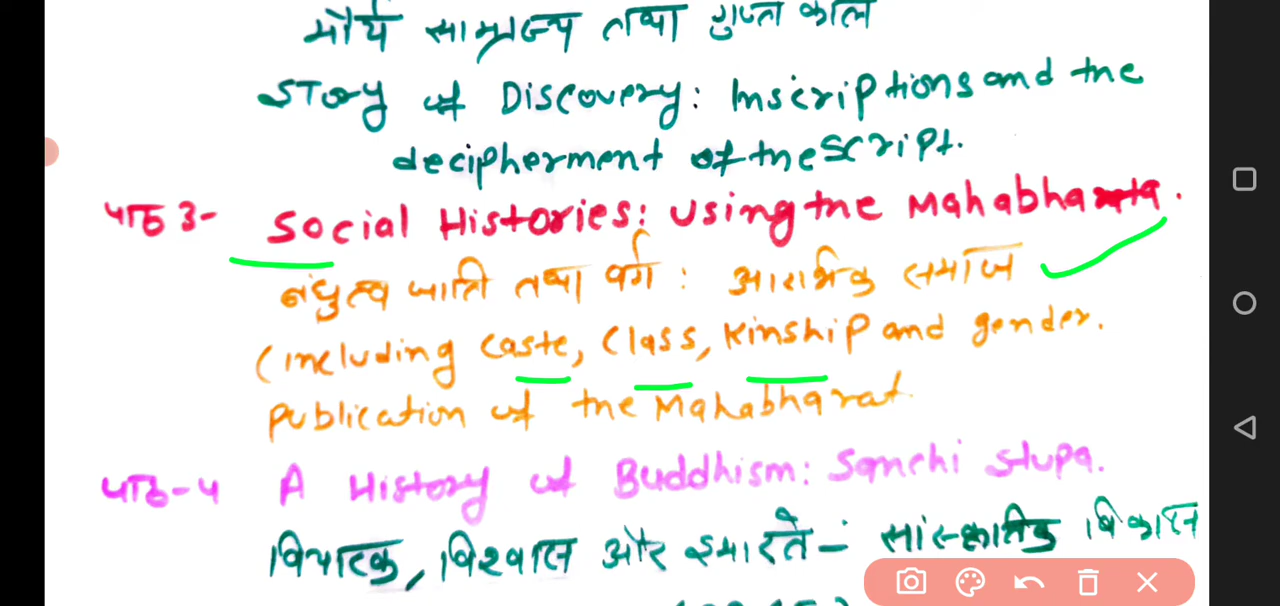 मौर्य साम्राज्य तथा गुप्ता काल
Story of Discovery: Inscriptions and the
decipherment of the Script.
पाठ 3- Social Histories: using the Mahabharata.
बंधुत्व जाति तथा वर्ग : आरांभिक समाज
(including caste, Class, Kinship and gender.
publication of the Mahabharat.
पाठ-4 A History of Buddhism: Sanchi stupa.
विचारक, विश्वास और इमारतें- सांस्कृतिक विकास